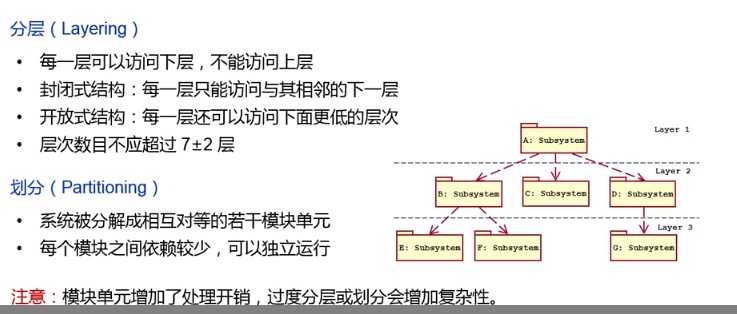 分层（Layering）
• 每一层可以访问下层，不能访问上层
• 封闭式结构：每一层只能访问与其相邻的下一层
• 开放式结构：每一层还可以访问下面更低的层次
• 层次数目不应超过 7±2 层
Layer 1
A: Subsystem
Layer 2
B: Subsystem
C: Subsystem
D: Subsystem
Layer 3
E: Subsystem
F: Subsystem
G: Subsystem
划分（Partitioning）
• 系统被分解成相互对等的若干模块单元
• 每个模块之间依赖较少，可以独立运行
注意：模块单元增加了处理开销，过度分层或划分会增加复杂性。